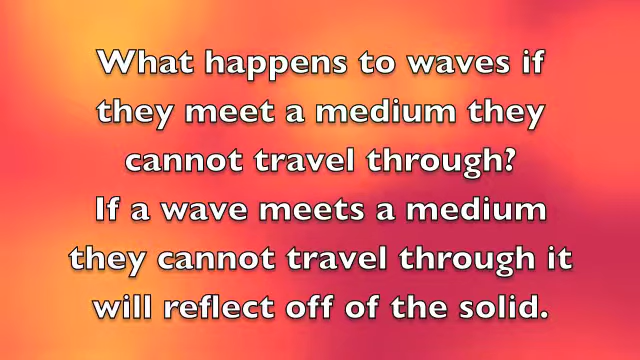 What happens to waves if
they meet a medium they
cannot travel through?
If a wave meets a medium
they cannot travel through it
will reflect off of the solid.